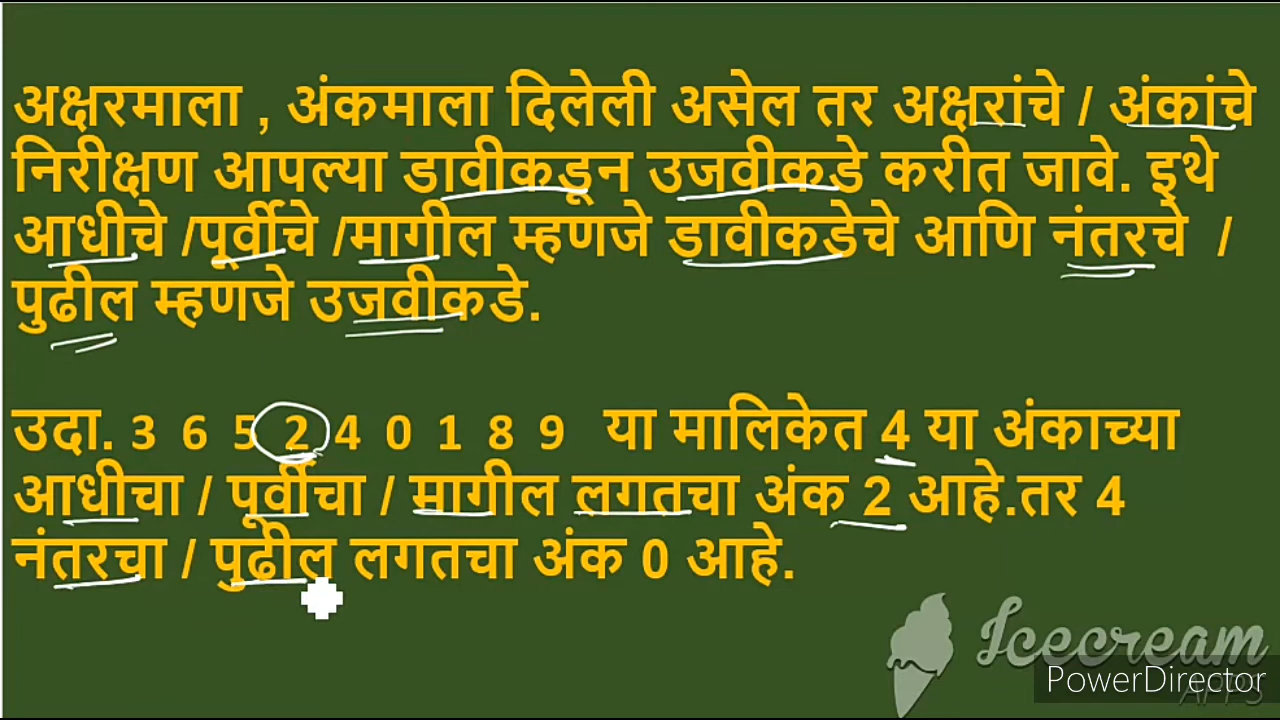 अक्षरमाला , अंकमाला दिलेली असेल तर अक्षरांचे / अंकांचे
निरीक्षण आपल्या डावीकडून उजवीकडे करीत जावे. इथे
आधीचे /पूर्वीचे /मागील म्हणजे डावीकडेचे आणि नंतरचे /
पुढील म्हणजे उजवीकडे.
उदा. 3 6 5 2 4 0 1 8 9 या मालिकेत 4 या अंकाच्या
आधीचा / पूर्वीचा / मागील लगतचा अंक 2 आहे.तर 4
नंतरचा / पुढील लगतचा अंक 0 आहे.
Icecream
PowerDirector
APPS